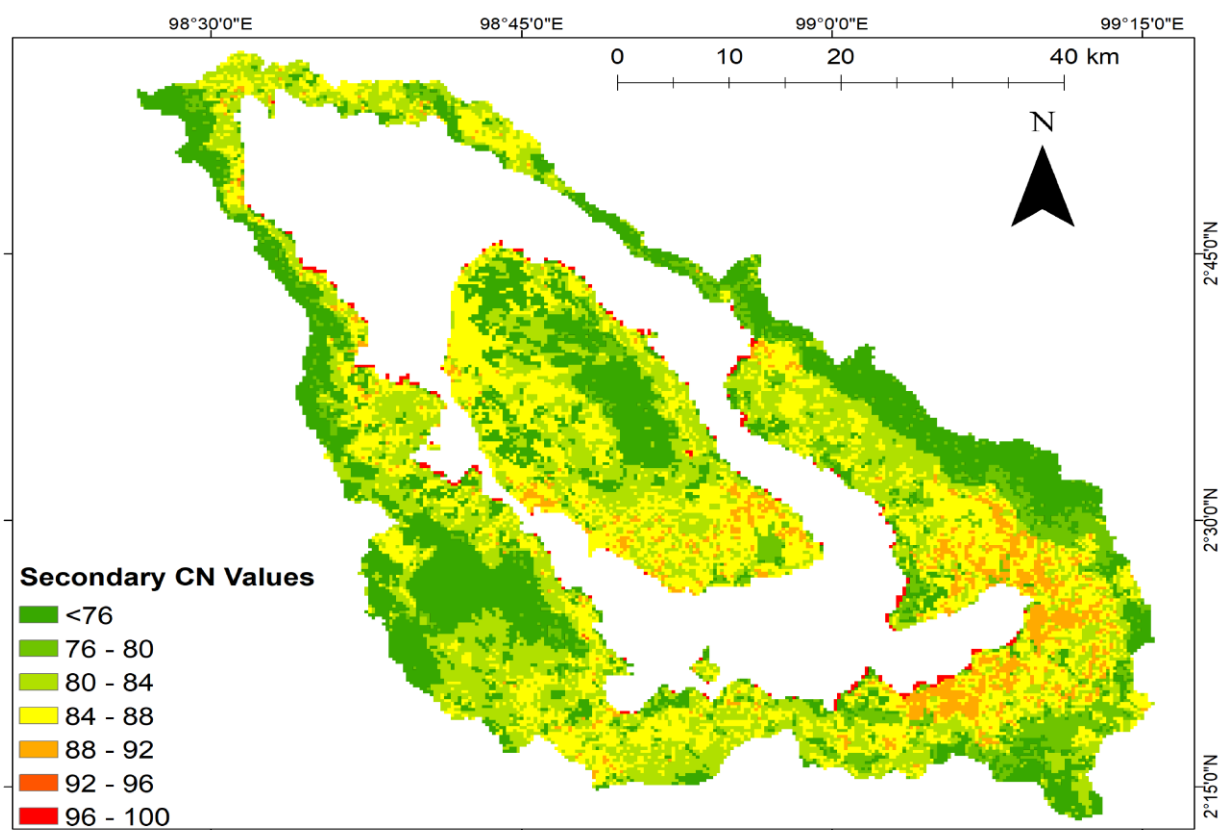 98°30'0"E 98°45'0"E 99°0'0"E 99°15'0"E
0 10 20 40 km
N
2°45'0"N
2°30'0"N
2°15'0"N
Secondary CN Values
<76
76 - 80
80 - 84
84 - 88
88 - 92
92 - 96
96 - 100